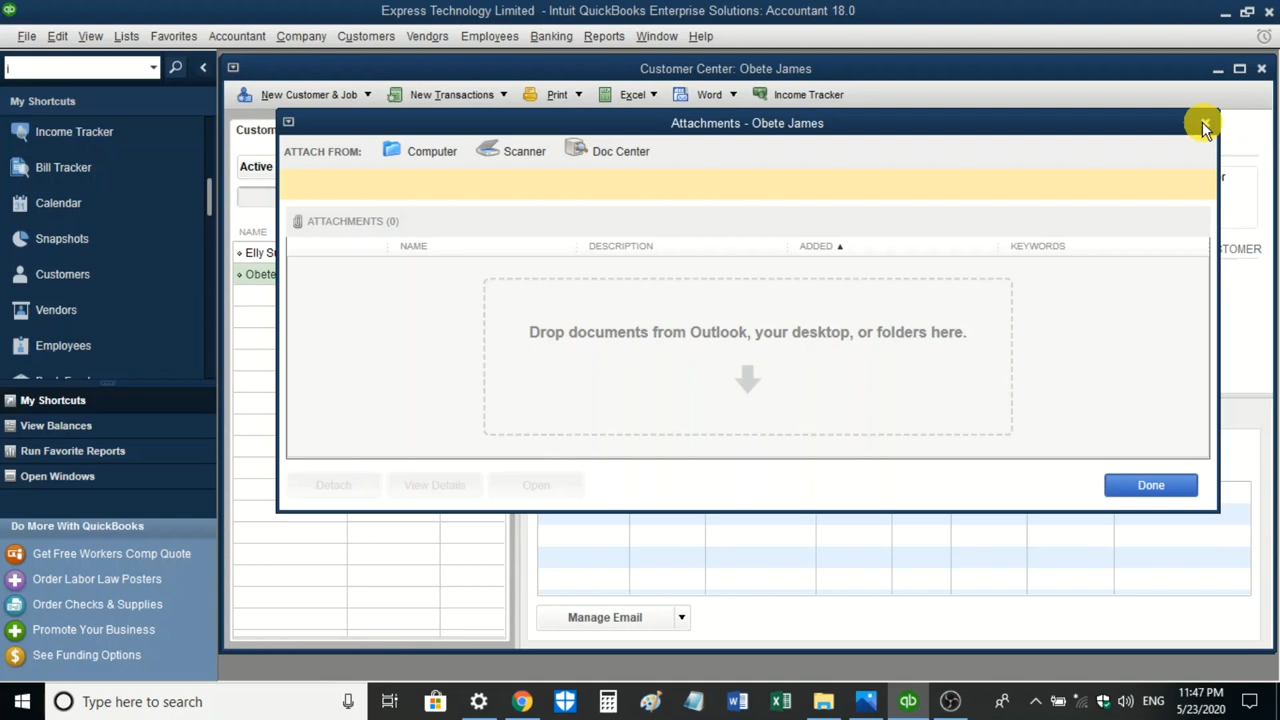 Express Technology Limited - Intuit QuickBooks Enterprise Solutions: Accountant 18.0
File Edit View Lists Favorites Accountant Company Customers Vendors Employees Banking Reports Window Help
Customer Center: Obete James
My Shortcuts
New Customer & Job New Transactions Print Excel Word Income Tracker
Attachments - Obete James
Income Tracker
ATTACH FROM: Computer Scanner Doc Center
Active
Bill Tracker
Calendar
ATTACHMENTS (0)
NAME
Elly
Obete
NAME DESCRIPTION ADDED KEYWORDS
Snapshots
Customers
Vendors
Employees
Drop documents from Outlook, your desktop, or folders here.
My Shortcuts
View Balances
Run Favorite Reports
Open Windows
Detach View Details Open Done
Do More With QuickBooks
Get Free Workers Comp Quote
Order Labor Law Posters
Order Checks & Supplies
Promote Your Business
See Funding Options
Manage Email
Type here to search
ENG
11:47 PM
5/23/2020